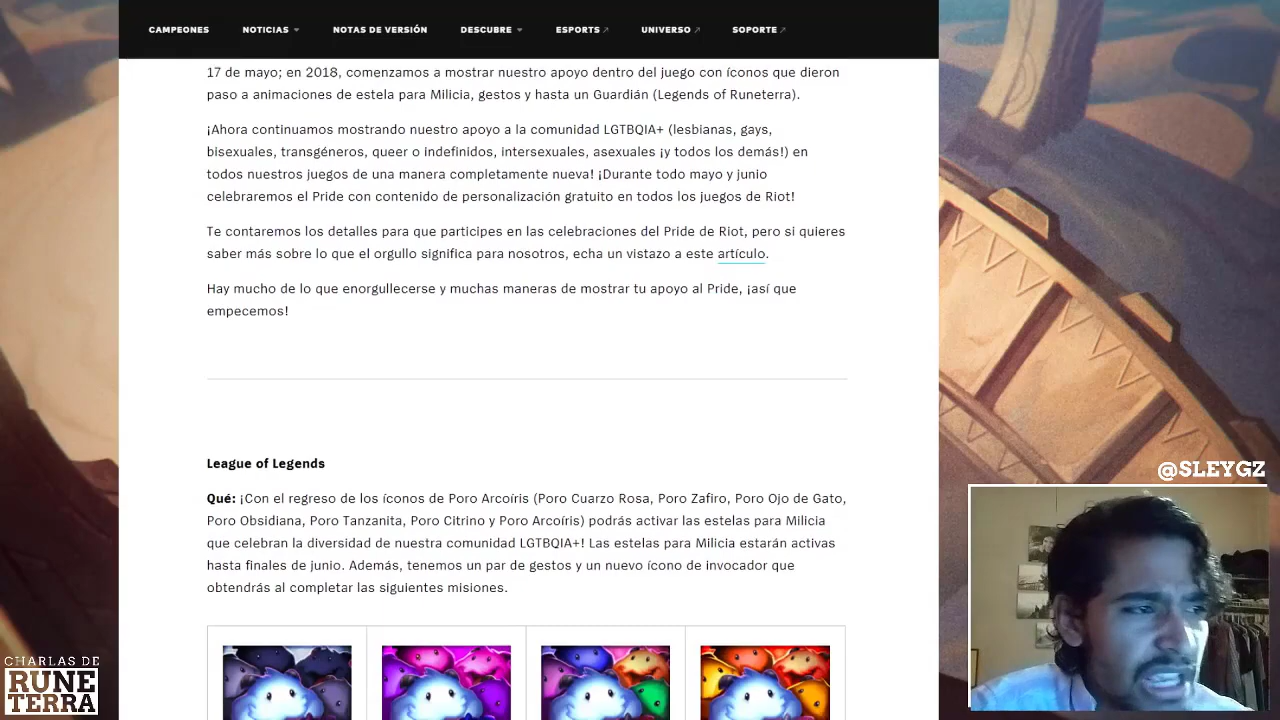 CAMPEONES NOTICIAS NOTAS DE VERSIÓN DESCUBRE ESPORTS UNIVERSO SOPORTE
17 de mayo; en 2018, comenzamos a mostrar nuestro apoyo dentro del juego con íconos que dieron
paso a animaciones de estela para Milicia, gestos y hasta un Guardián (Legends of Runeterra).
¡Ahora continuamos mostrando nuestro apoyo a la comunidad LGTBQIA+ (lesbianas, gays,
bisexuales, transgéneros, queer o indefinidos, intersexuales, asexuales ¡y todos los demás!) en
todos nuestros juegos de una manera completamente nueva! ¡Durante todo mayo y junio
celebraremos el Pride con contenido de personalización gratuito en todos los juegos de Riot!
Te contaremos los detalles para que participes en las celebraciones del Pride de Riot, pero si quieres
saber más sobre lo que el orgullo significa para nosotros, echa un vistazo a este artículo.
Hay mucho de lo que enorgullecerse y muchas maneras de mostrar tu apoyo al Pride, ¡así que
empecemos!
League of Legends
Qué: ¡Con el regreso de los íconos de Poro Arcoíris (Poro Cuarzo Rosa, Poro Zafiro, Poro Ojo de Gato,
Poro Obsidiana, Poro Tanzanita, Poro Citrino y Poro Arcoíris) podrás activar las estelas para Milicia
que celebran la diversidad de nuestra comunidad LGTBQIA+! Las estelas para Milicia estarán activas
hasta finales de junio. Además, tenemos un par de gestos y un nuevo ícono de invocador que
obtendrás al completar las siguientes misiones.
@SLEYGZ
CHARLAS DE
RUNE
TERRA